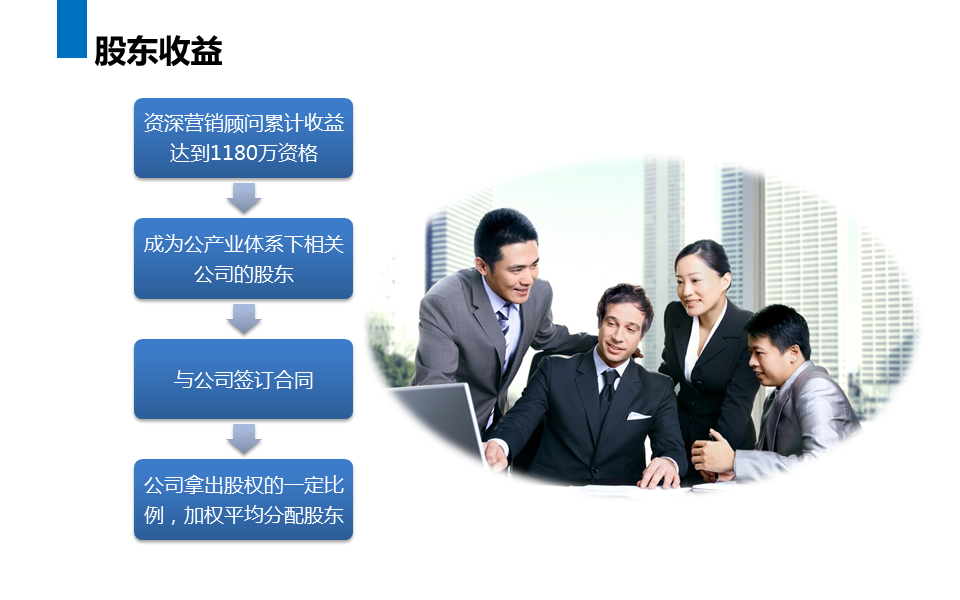 股东收益
资深营销顾问累计收益
达到1180万资格
成为公产业体系下相关
公司的股东
与公司签订合同
公司拿出股权的一定比
例，加权平均分配股东